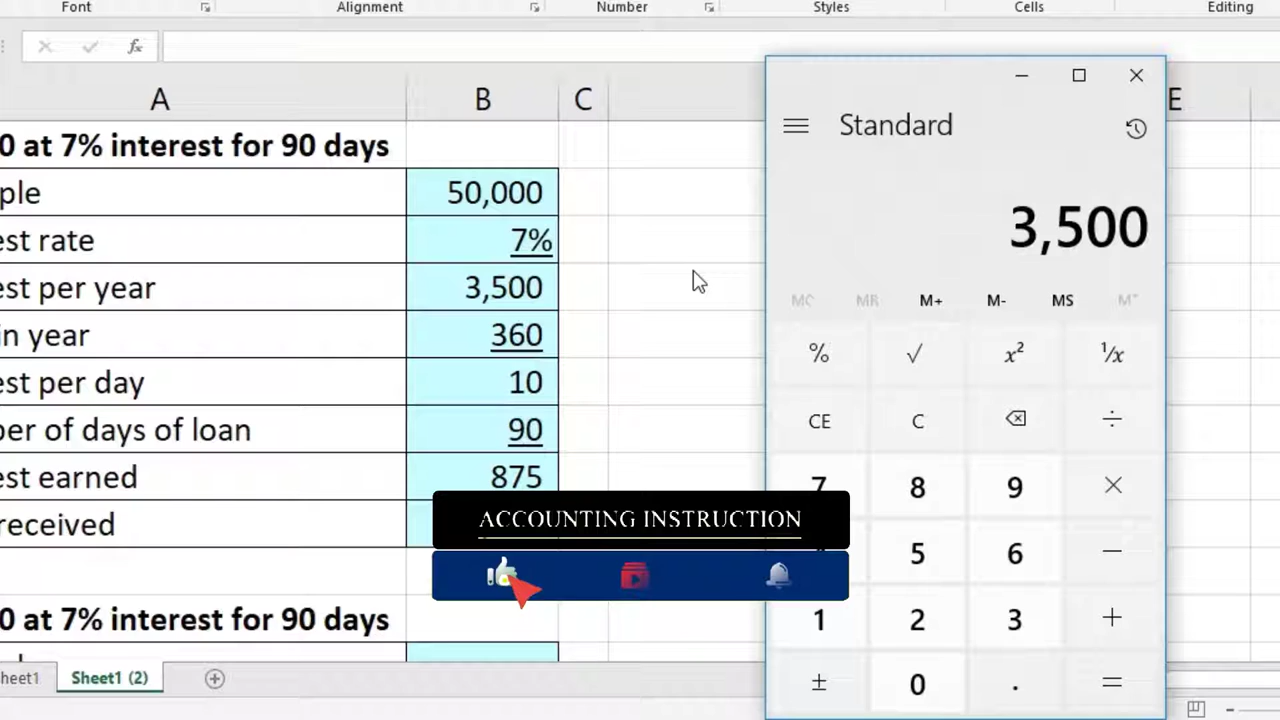 Font Alignment Number Styles Cells Editing
fx
A B C E
0 at 7% interest for 90 days
ple 50,000
est rate 7%
est per year 3,500
in year 360
est per day 10
ber of days of loan 90
est earned 875
received
0 at 7% interest for 90 days
heet1 Sheet1 (2)
Standard
3,500
MC MR M+ M- MS
% √ x² ¹/x
CE C ÷
7 8 9 ×
5 6 −
1 2 3 +
± 0 . =
ACCOUNTING INSTRUCTION